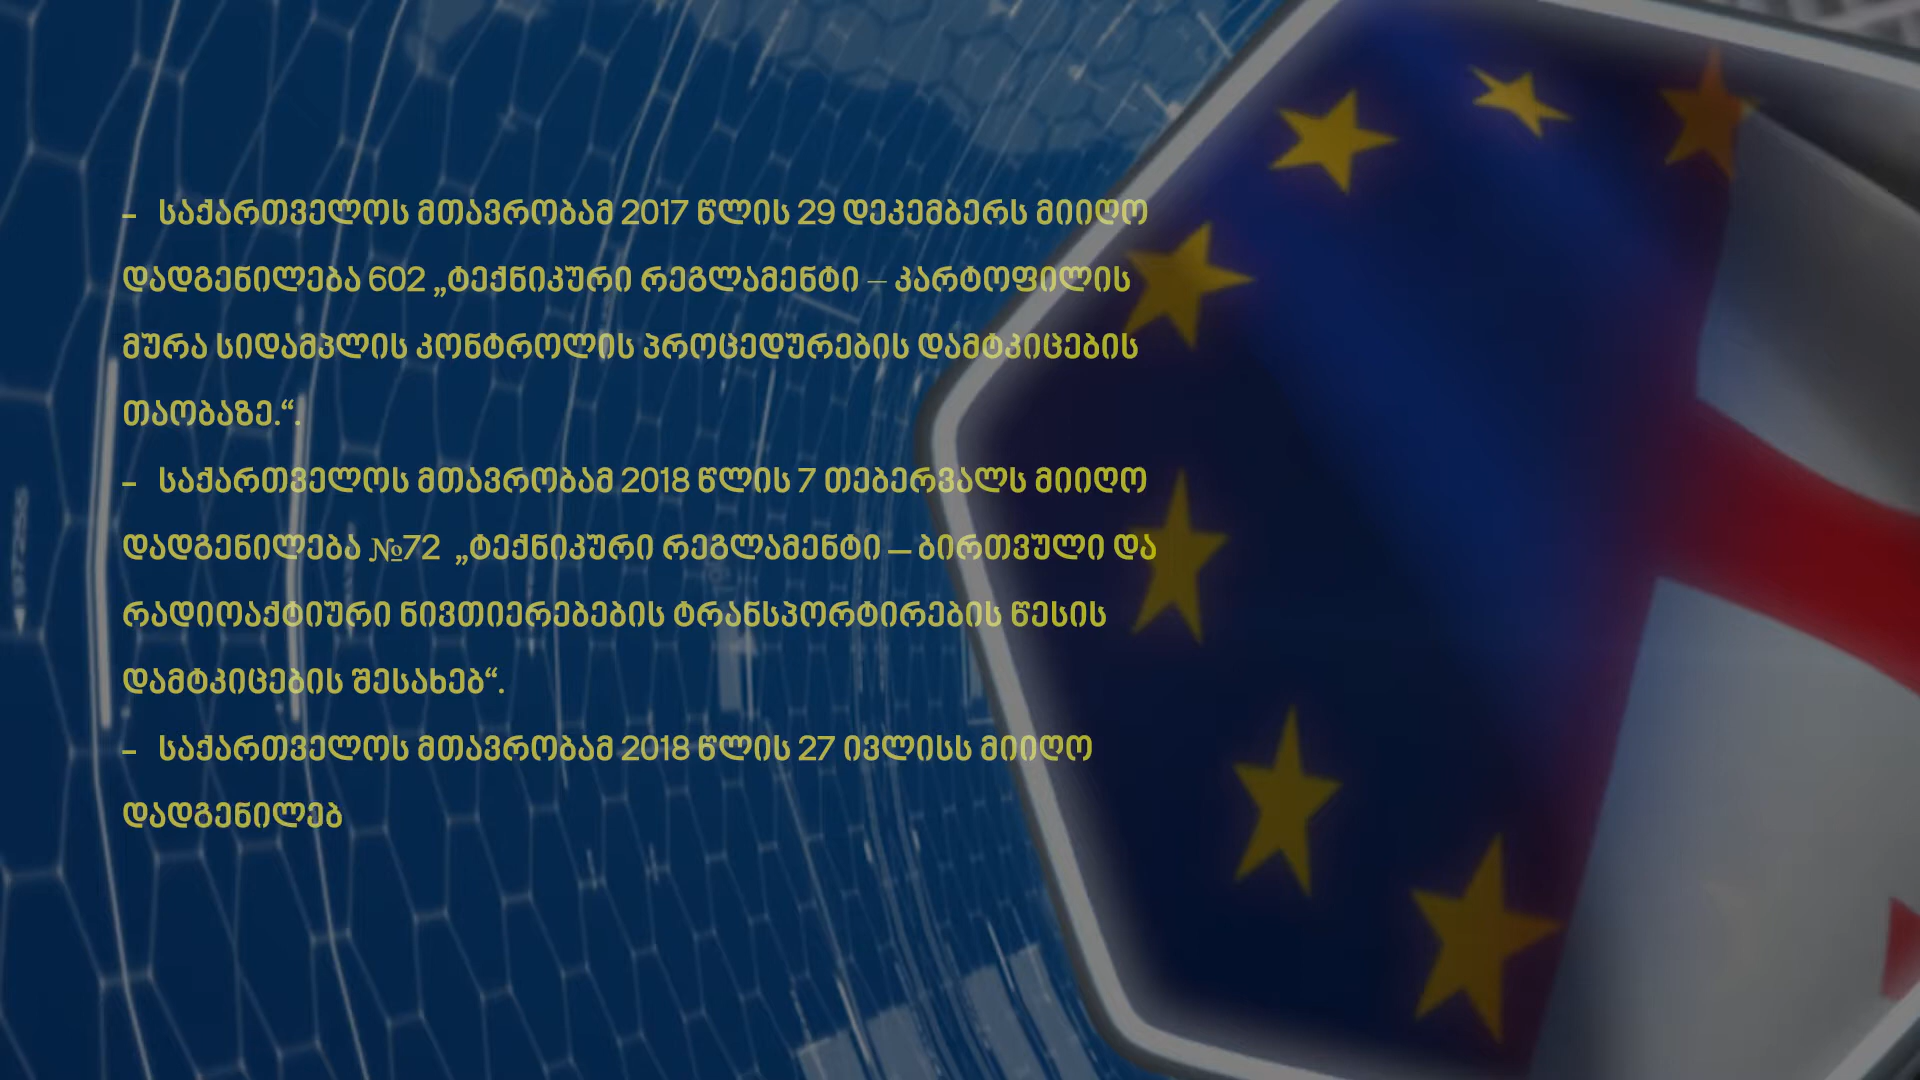 – საქართველოს მთავრობამ 2017 წლის 29 დეკემბერს მიიღო
დადგენილება 602 „ტექნიკური რეგლამენტი – კარტოფილის
მურა სიდამპლის კონტროლის პროცედურების დამტკიცების
თაობაზე.“.
– საქართველოს მთავრობამ 2018 წლის 7 თებერვალს მიიღო
დადგენილება №72 „ტექნიკური რეგლამენტი — ბირთვული და
რადიოაქტიური ნივთიერებების ტრანსპორტირების წესის
დამტკიცების შესახებ“.
– საქართველოს მთავრობამ 2018 წლის 27 ივლისს მიიღო
დადგენილებ